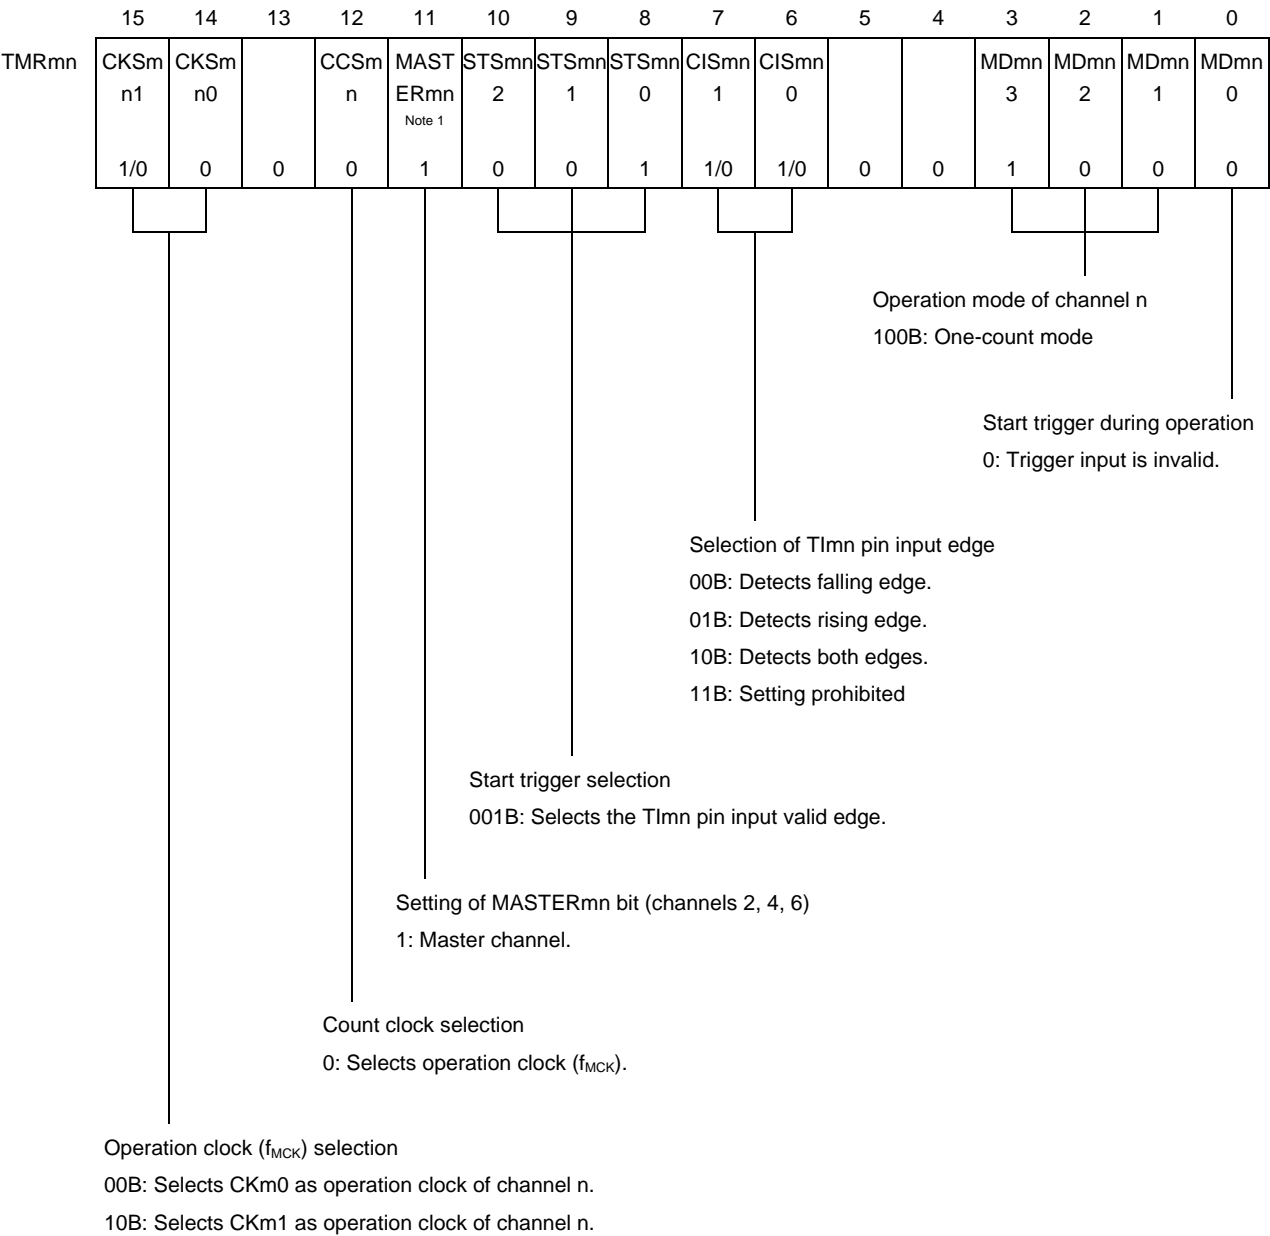 15 14 13 12 11 10 9 8 7 6 5 4 3 2 1 0
TMRmn CKSm CKSm CCSm MAST STSmn STSmn STSmn CISmn CISmn MDmn MDmn MDmn MDmn
n1 n0 n ERmn 2 1 0 1 0 3 2 1 0
Note 1
1/0 0 0 0 1 0 0 1 1/0 1/0 0 0 1 0 0 0
Operation mode of channel n
100B: One-count mode
Start trigger during operation
0: Trigger input is invalid.
Selection of TImn pin input edge
00B: Detects falling edge.
01B: Detects rising edge.
10B: Detects both edges.
11B: Setting prohibited
Start trigger selection
001B: Selects the TImn pin input valid edge.
Setting of MASTERmn bit (channels 2, 4, 6)
1: Master channel.
Count clock selection
0: Selects operation clock (fMCK).
Operation clock (fMCK) selection
00B: Selects CKm0 as operation clock of channel n.
10B: Selects CKm1 as operation clock of channel n.